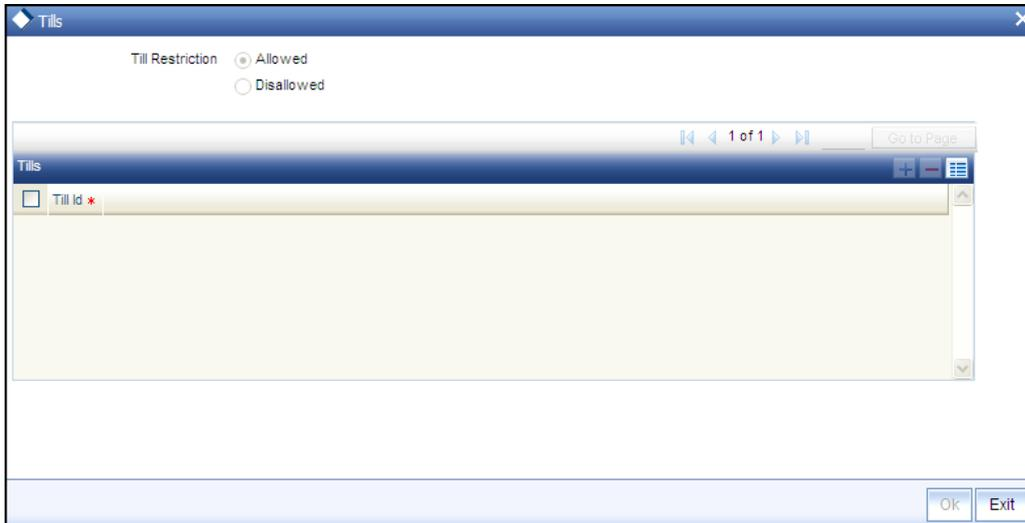 Tills
Till Restriction Allowed
Disallowed
1 of 1 Go to Page
Tills
Till Id *
Ok Exit